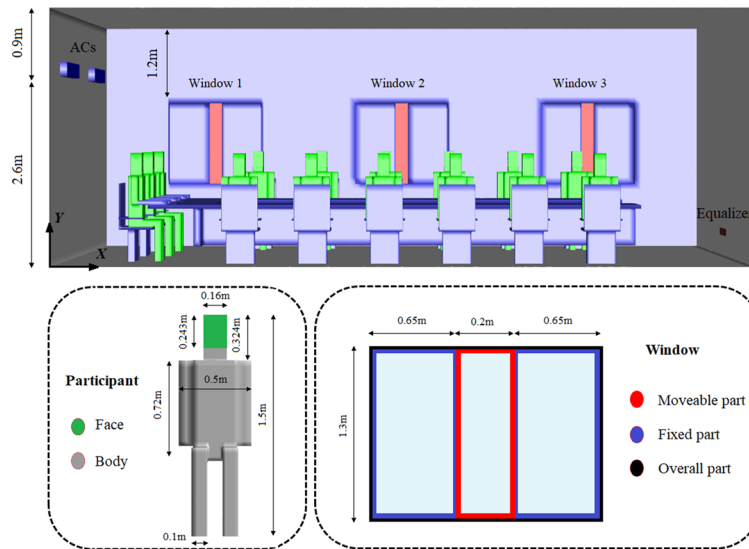 0.9m
ACs
1.2m
Window 1
Window 2
Window 3
2.6m
Y
X
Equalizer
0.16m
0.243m
0.324m
0.5m
0.72m
1.5m
0.1m
Participant
Face
Body
0.65m
0.2m
0.65m
1.3m
Window
Moveable part
Fixed part
Overall part